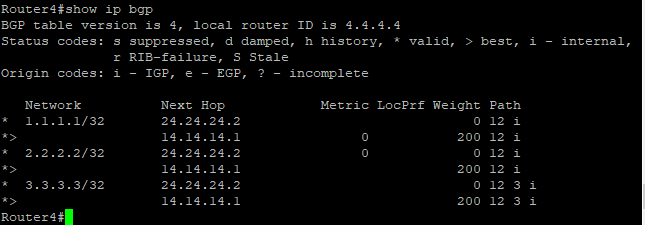 Router4#show ip bgp
BGP table version is 4, local router ID is 4.4.4.4
Status codes: s suppressed, d damped, h history, * valid, > best, i - internal,
              r RIB-failure, S Stale
Origin codes: i - IGP, e - EGP, ? - incomplete

   Network          Next Hop            Metric LocPrf Weight Path
*  1.1.1.1/32       24.24.24.2                             0 12 i
*>                  14.14.14.1               0           200 12 i
*  2.2.2.2/32       24.24.24.2               0             0 12 i
*>                  14.14.14.1                           200 12 i
*  3.3.3.3/32       24.24.24.2                             0 12 3 i
*>                  14.14.14.1                           200 12 3 i
Router4#